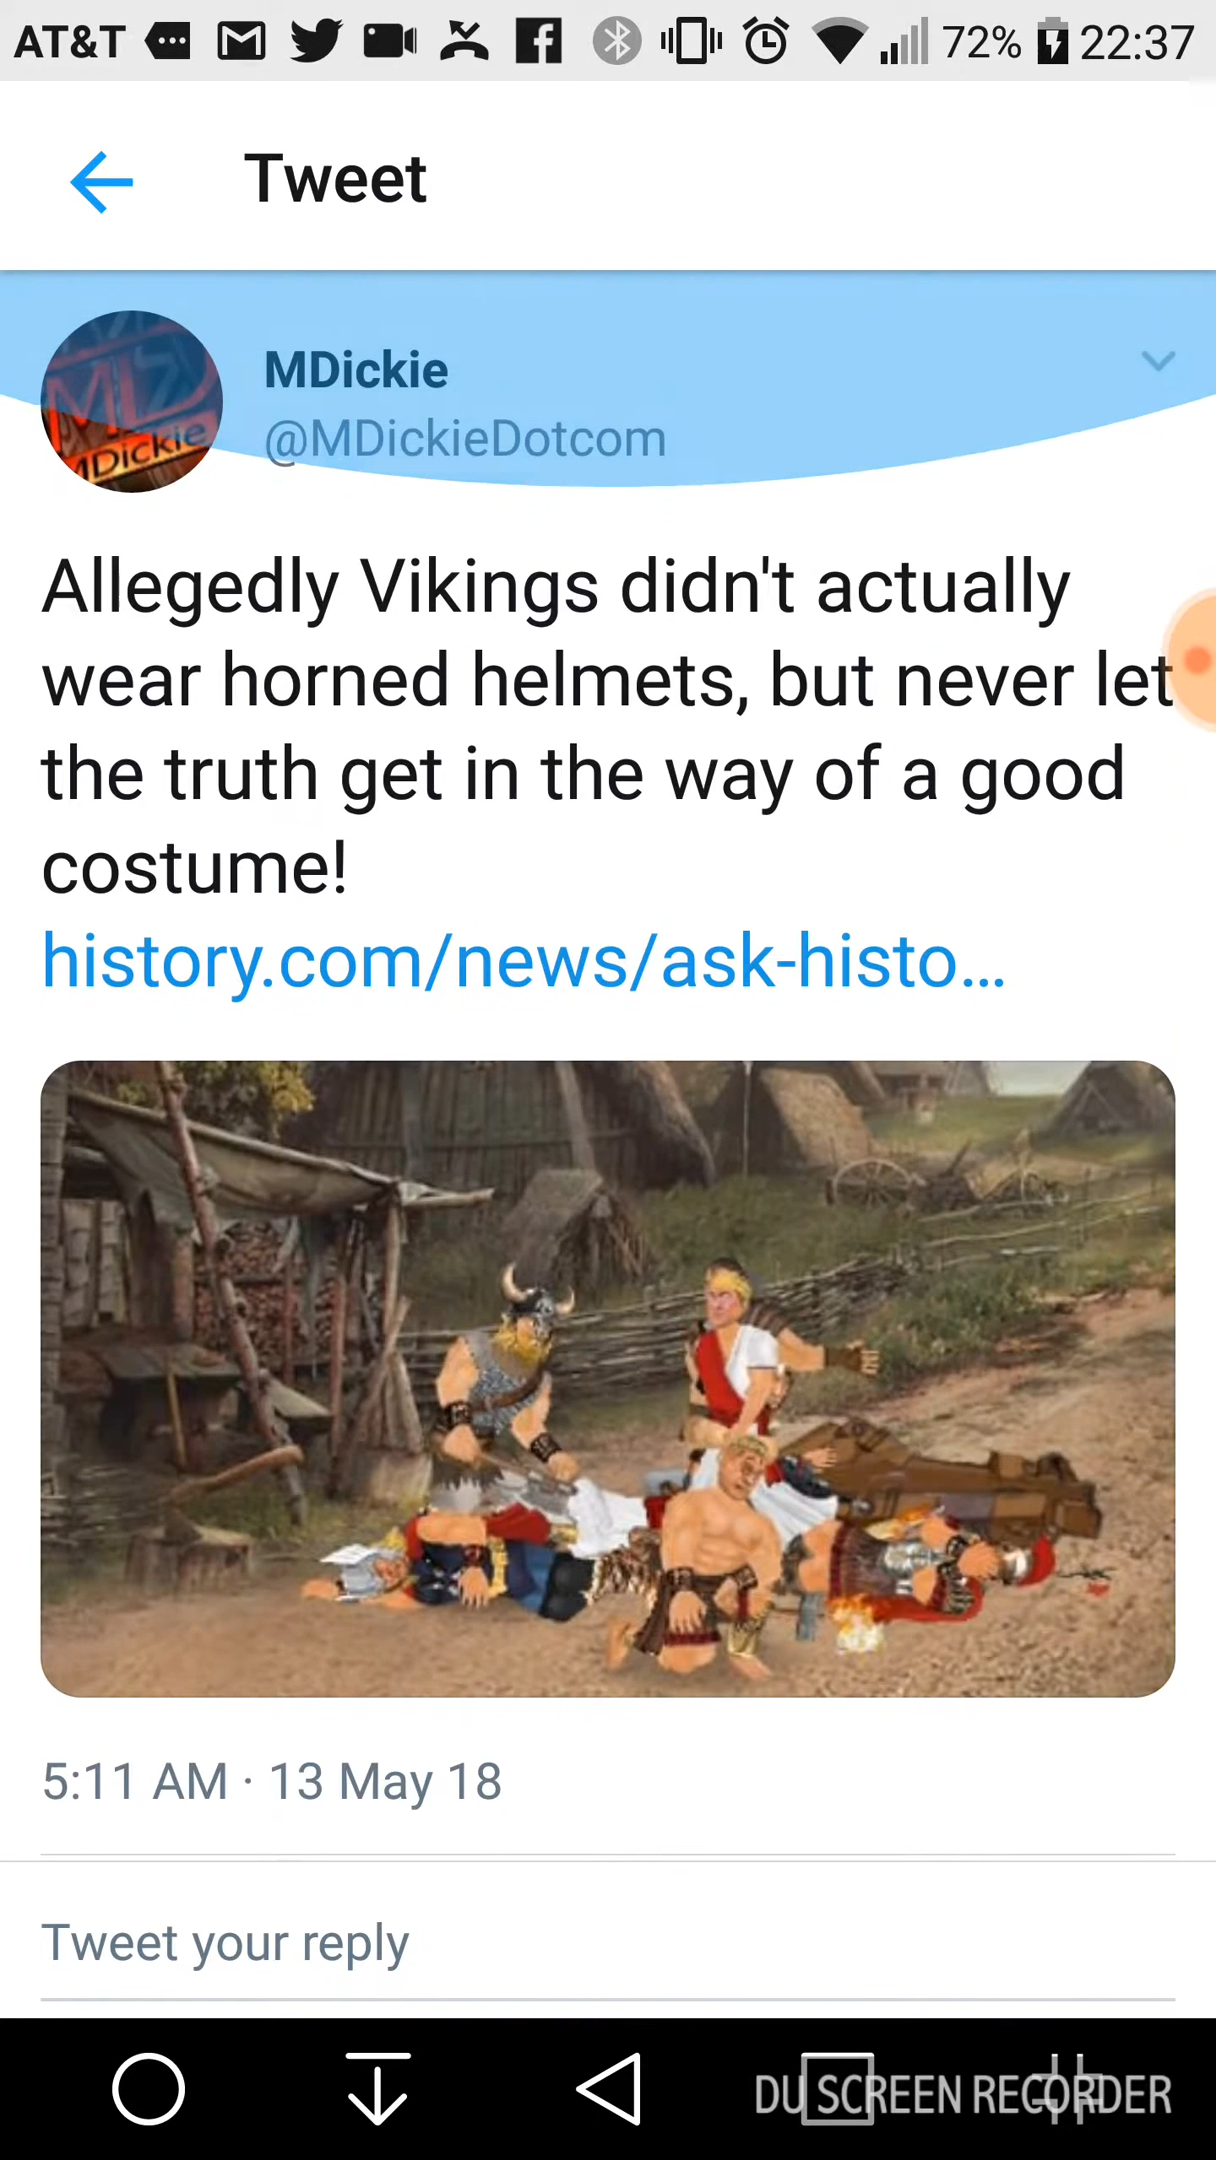 AT&T 72% 22:37
Tweet
MDickie
@MDickieDotcom
MD
MDickie
Allegedly Vikings didn't actually
wear horned helmets, but never let
the truth get in the way of a good
costume!
history.com/news/ask-histo...
5:11 AM · 13 May 18
Tweet your reply
DU SCREEN RECORDER